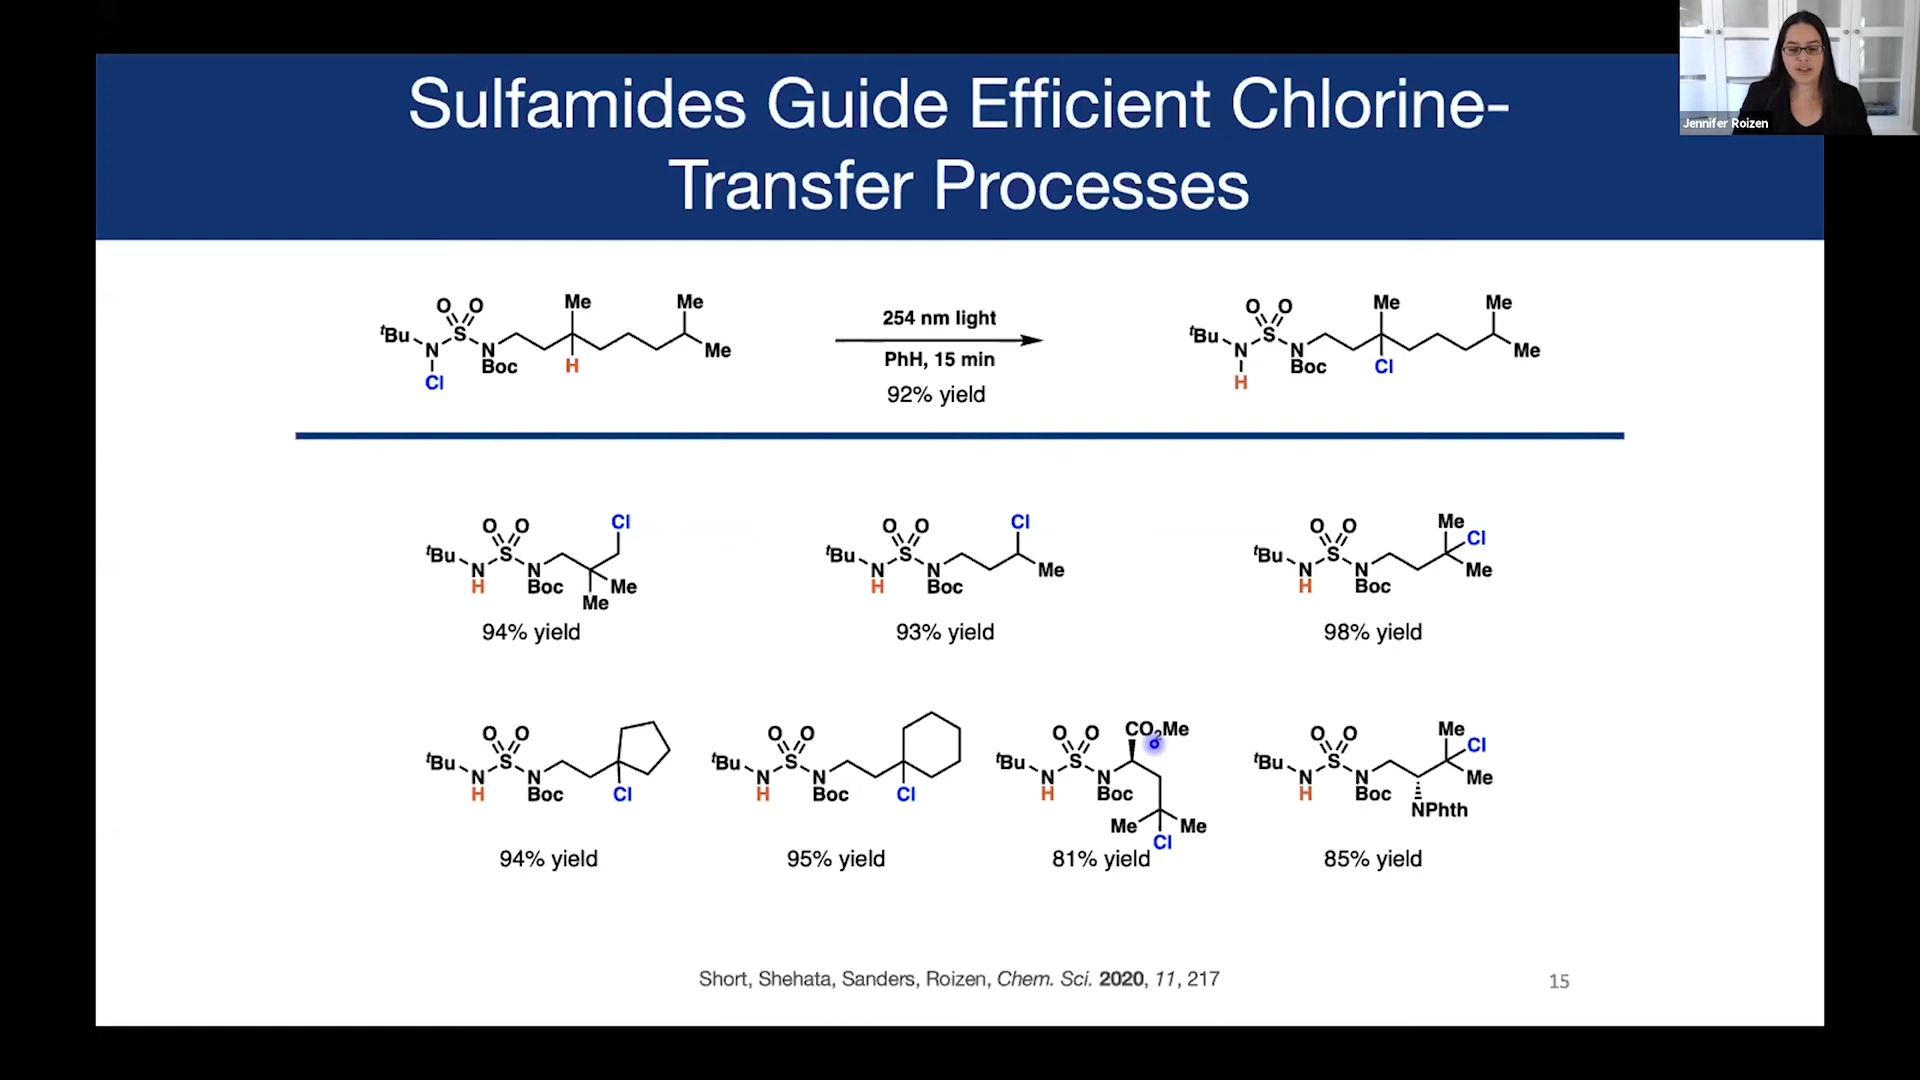 Jennifer Roizen
Sulfamides Guide Efficient Chlorine-
Transfer Processes
O O Me Me
ᵗBu N S N Me
Cl Boc H
254 nm light
PhH, 15 min
92% yield
O O Me Me
ᵗBu N S N Me
H Boc Cl
O O Cl
ᵗBu N S N Me
H Boc Me
94% yield
O O Cl
ᵗBu N S N Me
H Boc
93% yield
O O Me Cl
ᵗBu N S N Me
H Boc
98% yield
O O
ᵗBu N S N
H Boc Cl
94% yield
O O
ᵗBu N S N
H Boc Cl
95% yield
O O CO₂Me
ᵗBu N S N
H Boc
Me Me
Cl
81% yield
O O Me Cl
ᵗBu N S N Me
H Boc NPhth
85% yield
Short, Shehata, Sanders, Roizen, Chem. Sci. 2020, 11, 217
15